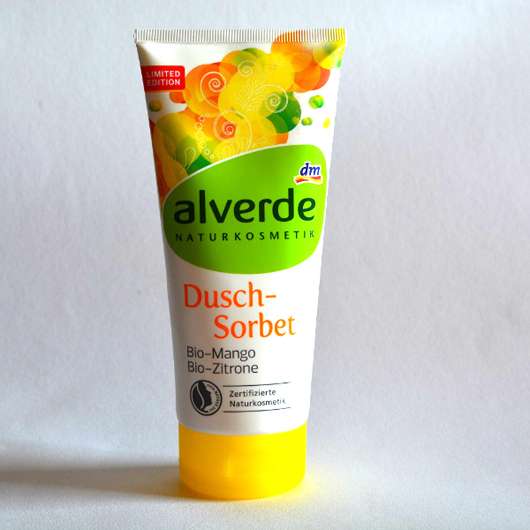 LIMITED
EDITION
dm
alverde
NATURKOSMETIK
Dusch-
Sorbet
Bio-Mango
Bio-Zitrone
Zertifizierte
Naturkosmetik